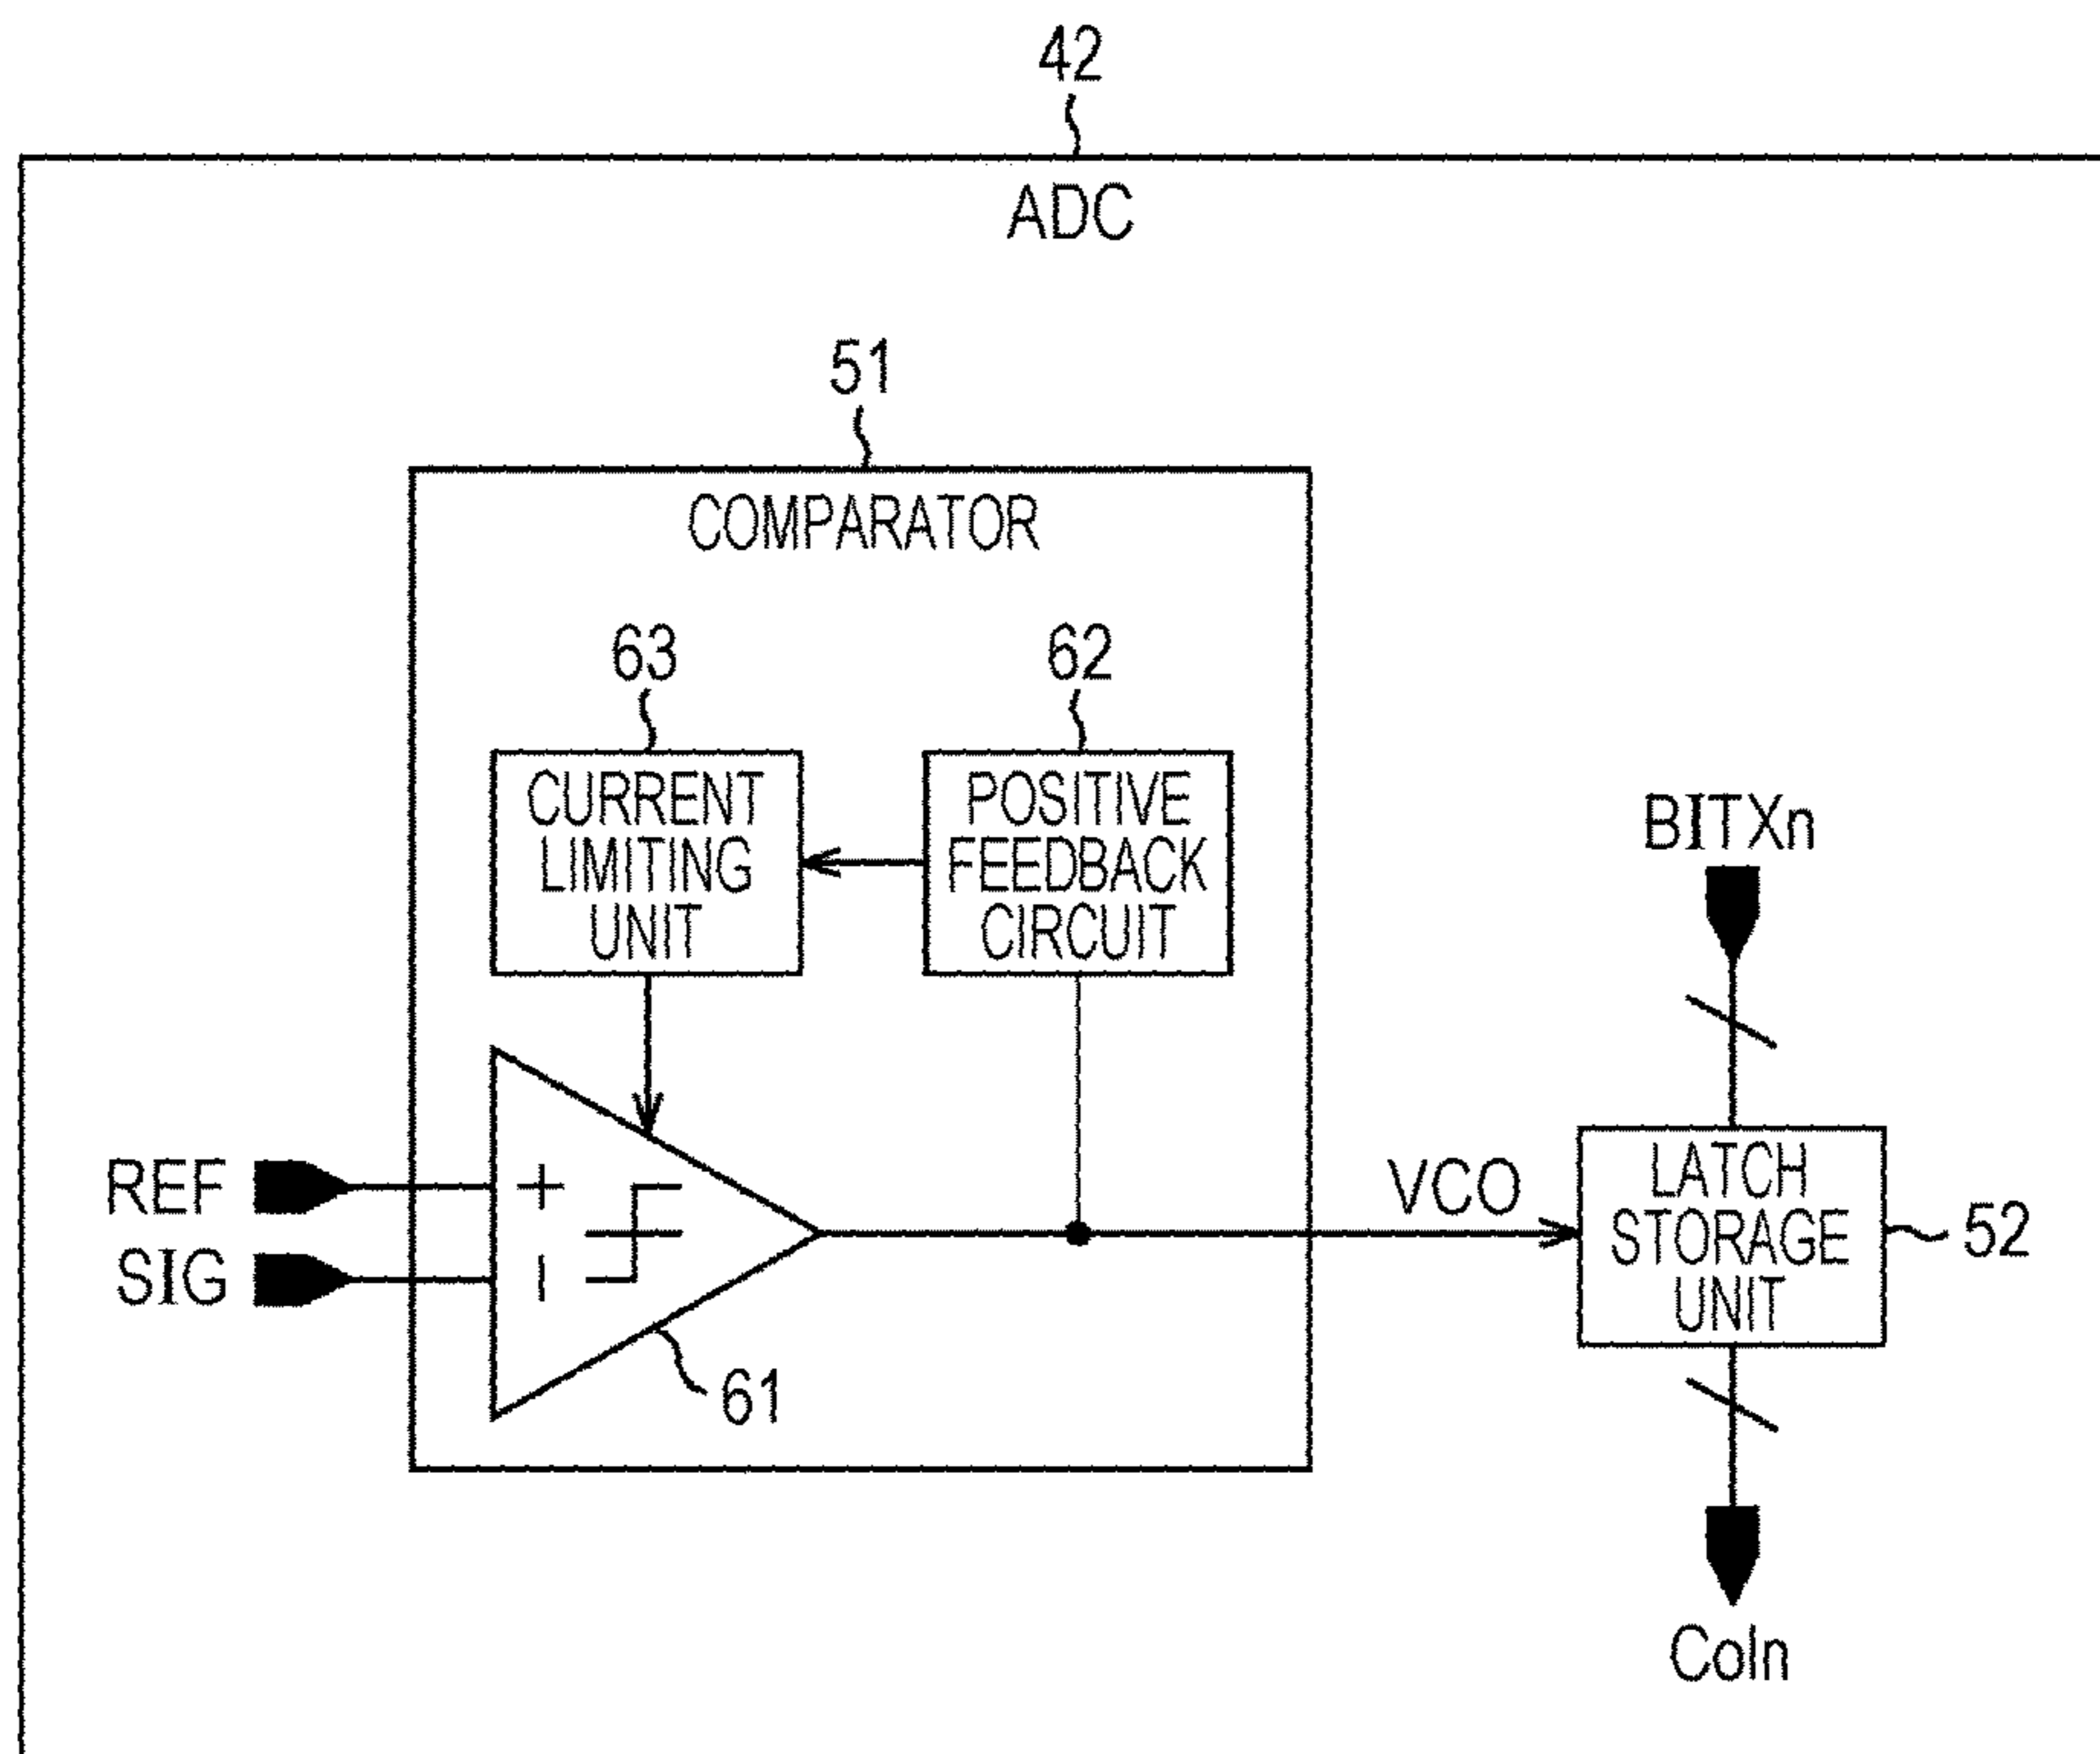 42
ADC
51
COMPARATOR
63
62
CURRENT
LIMITING
UNIT
POSITIVE
FEEDBACK
CIRCUIT
BITXn
REF
SIG
+
−
VCO
LATCH
STORAGE
UNIT
52
61
Coln